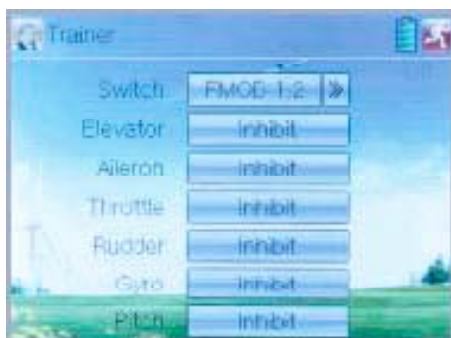 Trainer
Switch FMOD 1.2
Elevator Inhibit
Aileron Inhibit
Throttle Inhibit
Rudder Inhibit
Gyro Inhibit
Pitch Inhibit